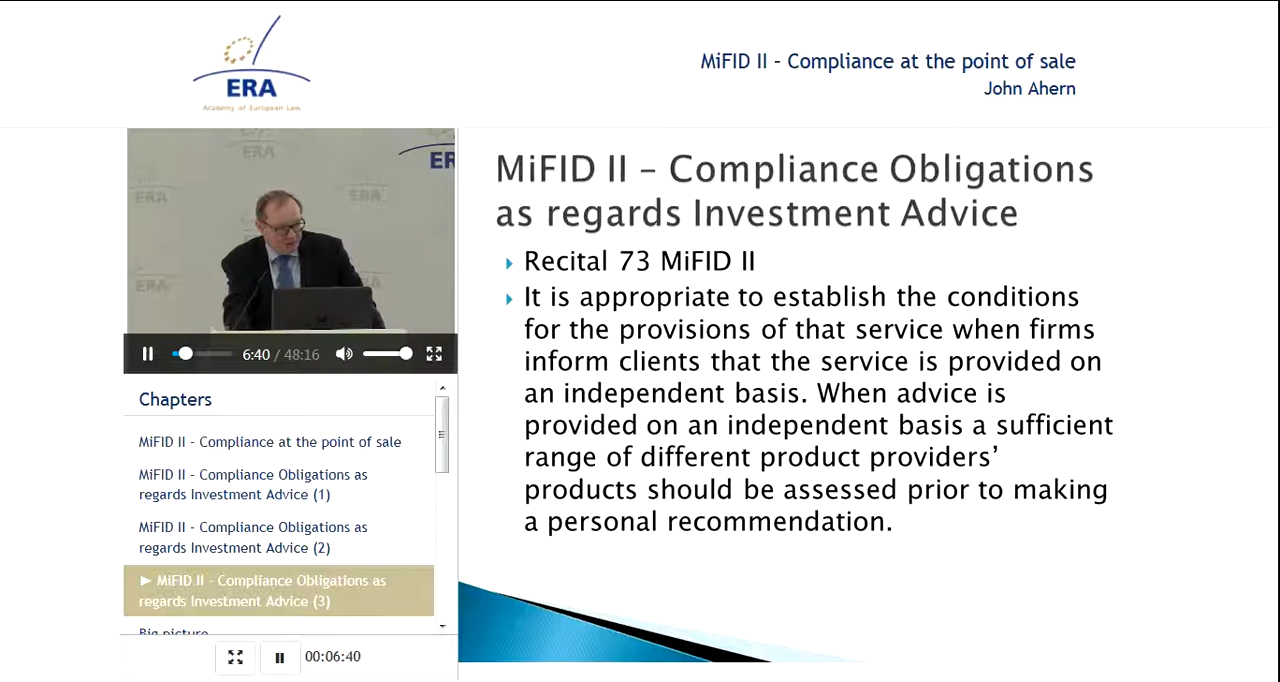 ERA
Academy of European Law
MiFID II – Compliance at the point of sale
John Ahern
ERA
ER
ERA
ERA
ERA
6:40 / 48:16
Chapters
MiFID II – Compliance at the point of sale
MiFID II – Compliance Obligations as
regards Investment Advice (1)
MiFID II – Compliance Obligations as
regards Investment Advice (2)
► MiFID II – Compliance Obligations as
regards Investment Advice (3)
Big picture
00:06:40
MiFID II – Compliance Obligations
as regards Investment Advice
Recital 73 MiFID II
It is appropriate to establish the conditions
for the provisions of that service when firms
inform clients that the service is provided on
an independent basis. When advice is
provided on an independent basis a sufficient
range of different product providers’
products should be assessed prior to making
a personal recommendation.